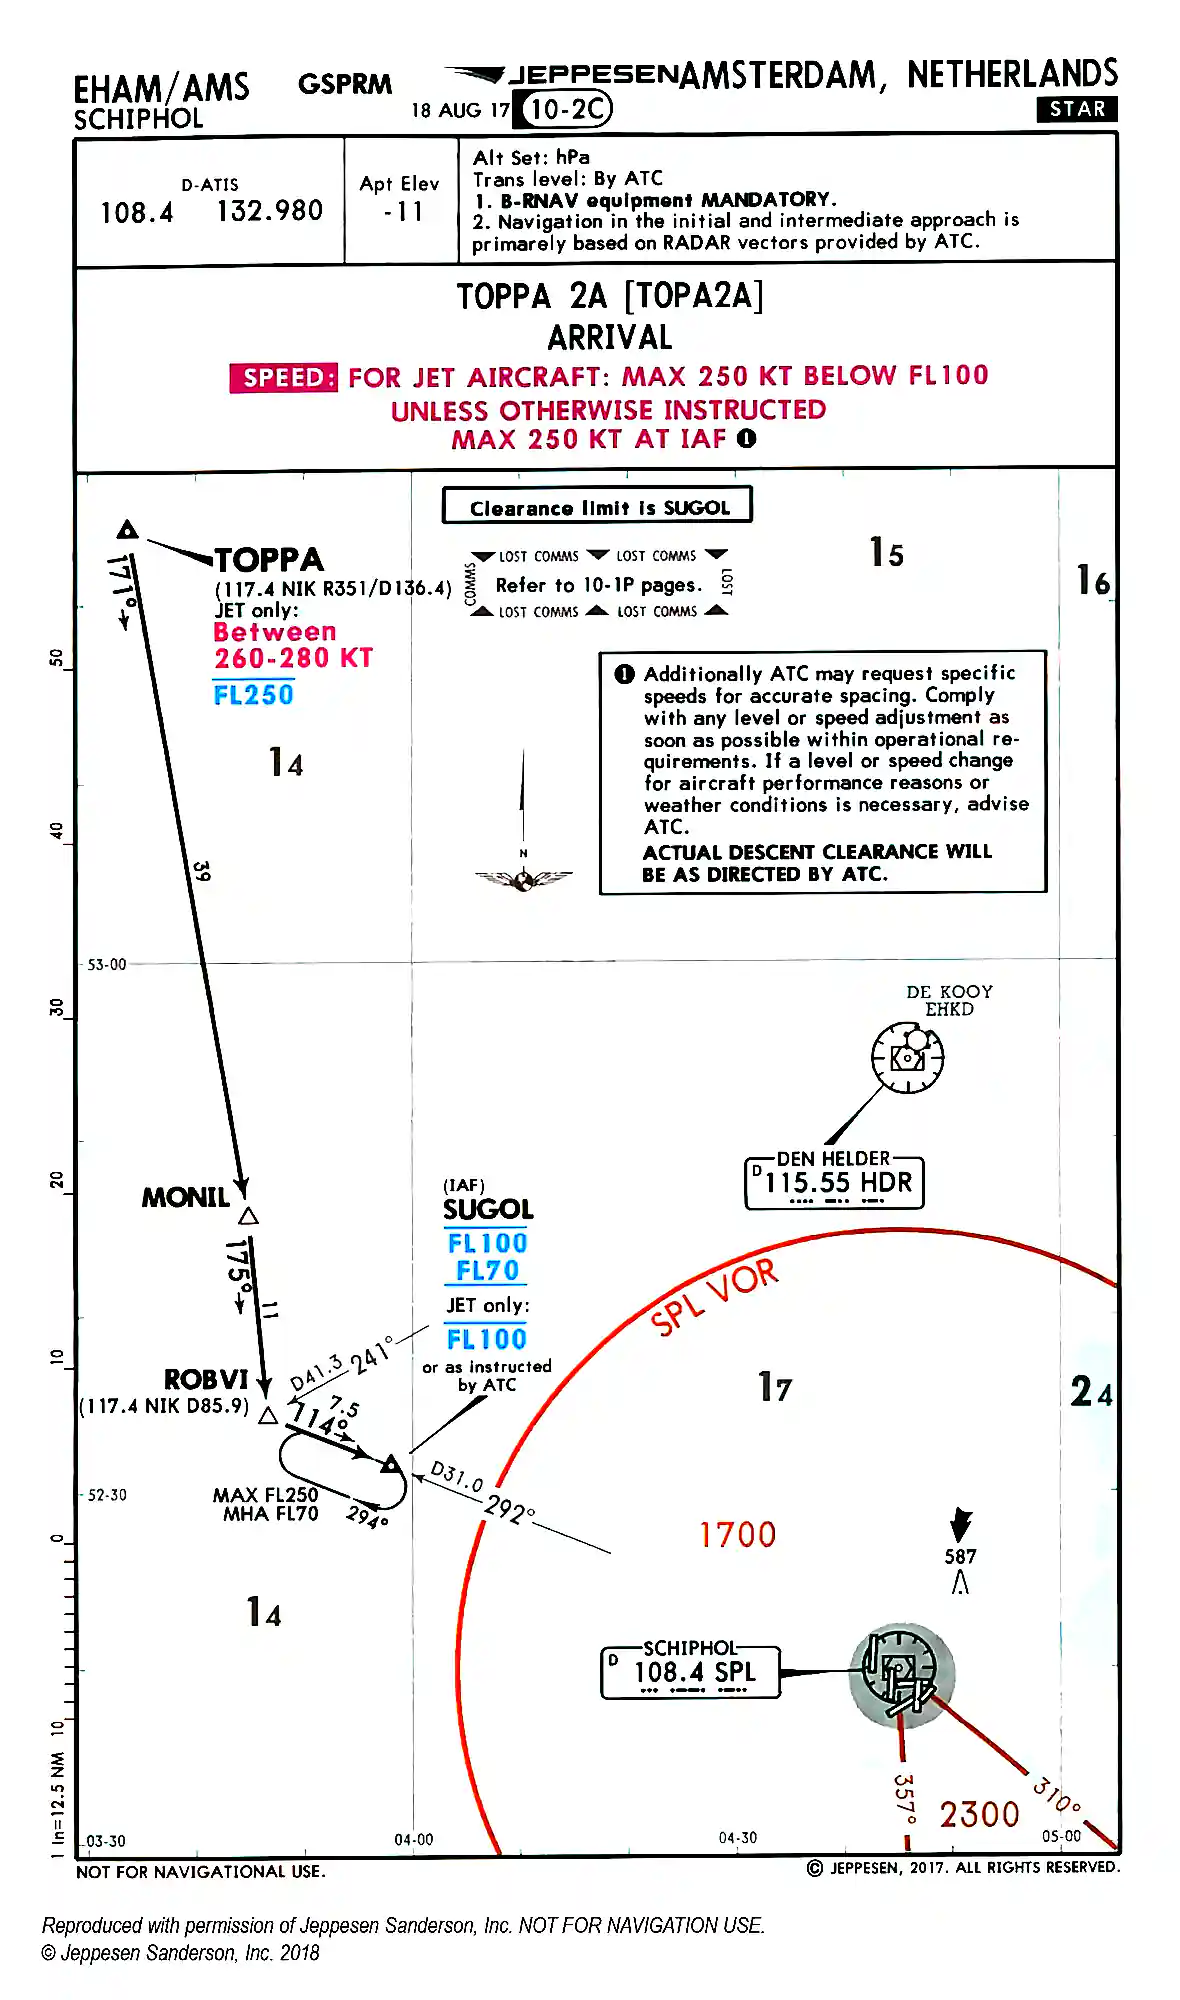 EHAM/AMS
SCHIPHOL
GSPRM
JEPPESEN
18 AUG 17
10-2C
AMSTERDAM, NETHERLANDS
STAR
D-ATIS
108.4 132.980
Apt Elev
-11
Alt Set: hPa
Trans level: By ATC
1. B-RNAV equipment MANDATORY.
2. Navigation in the initial and intermediate approach is
primarely based on RADAR vectors provided by ATC.
TOPPA 2A [TOPA2A]
ARRIVAL
SPEED: FOR JET AIRCRAFT: MAX 250 KT BELOW FL100
UNLESS OTHERWISE INSTRUCTED
MAX 250 KT AT IAF 1
Clearance limit is SUGOL
LOST COMMS LOST COMMS
COMMS
Refer to 10-1P pages.
LOST
LOST COMMS LOST COMMS
15
16
TOPPA
(117.4 NIK R351/D136.4)
JET only:
Between
260-280 KT
FL250
171°
14
1 Additionally ATC may request specific
speeds for accurate spacing. Comply
with any level or speed adjustment as
soon as possible within operational re-
quirements. If a level or speed change
for aircraft performance reasons or
weather conditions is necessary, advise
ATC.
ACTUAL DESCENT CLEARANCE WILL
BE AS DIRECTED BY ATC.
N
39
50
40
30
20
10
0
10
1 In=12.5 NM
53-00
DE KOOY
EHKD
DEN HELDER
D 115.55 HDR
MONIL
175°
11
(IAF)
SUGOL
FL100
FL70
JET only:
FL100
or as instructed
by ATC
SPL VOR
D41.3
241°
ROBVI
(117.4 NIK D85.9)
7.5
114°
17
24
D31.0
292°
MAX FL250
MHA FL70
294°
52-30
1700
587
14
SCHIPHOL
D 108.4 SPL
357°
2300
310°
03-30
04-00
04-30
05-00
NOT FOR NAVIGATIONAL USE.
© JEPPESEN, 2017. ALL RIGHTS RESERVED.
Reproduced with permission of Jeppesen Sanderson, Inc. NOT FOR NAVIGATION USE.
© Jeppesen Sanderson, Inc. 2018